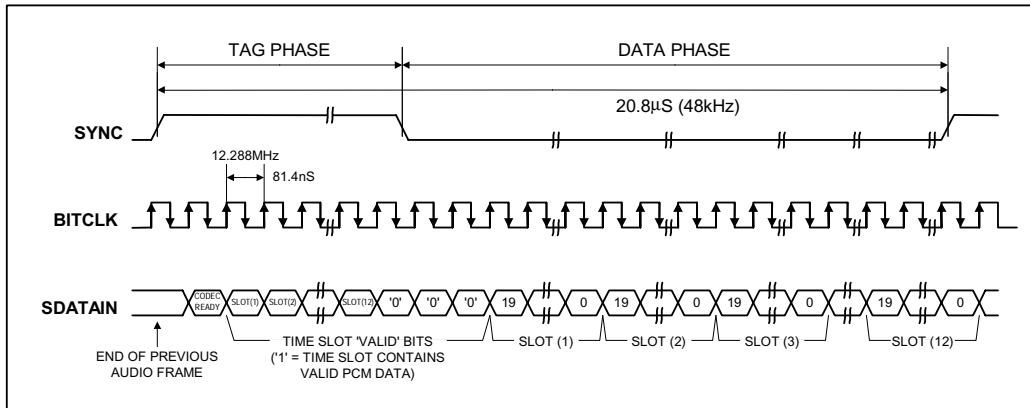 TAG PHASE
DATA PHASE
20.8µS (48kHz)
SYNC
12.288MHz
81.4nS
BITCLK
SDATAIN
CODEC
READY
SLOT(1)
SLOT(2)
SLOT(12)
'0'
'0'
'0'
19
0
19
0
19
0
19
0
END OF PREVIOUS
AUDIO FRAME
TIME SLOT 'VALID' BITS
('1' = TIME SLOT CONTAINS
VALID PCM DATA)
SLOT (1)
SLOT (2)
SLOT (3)
SLOT (12)